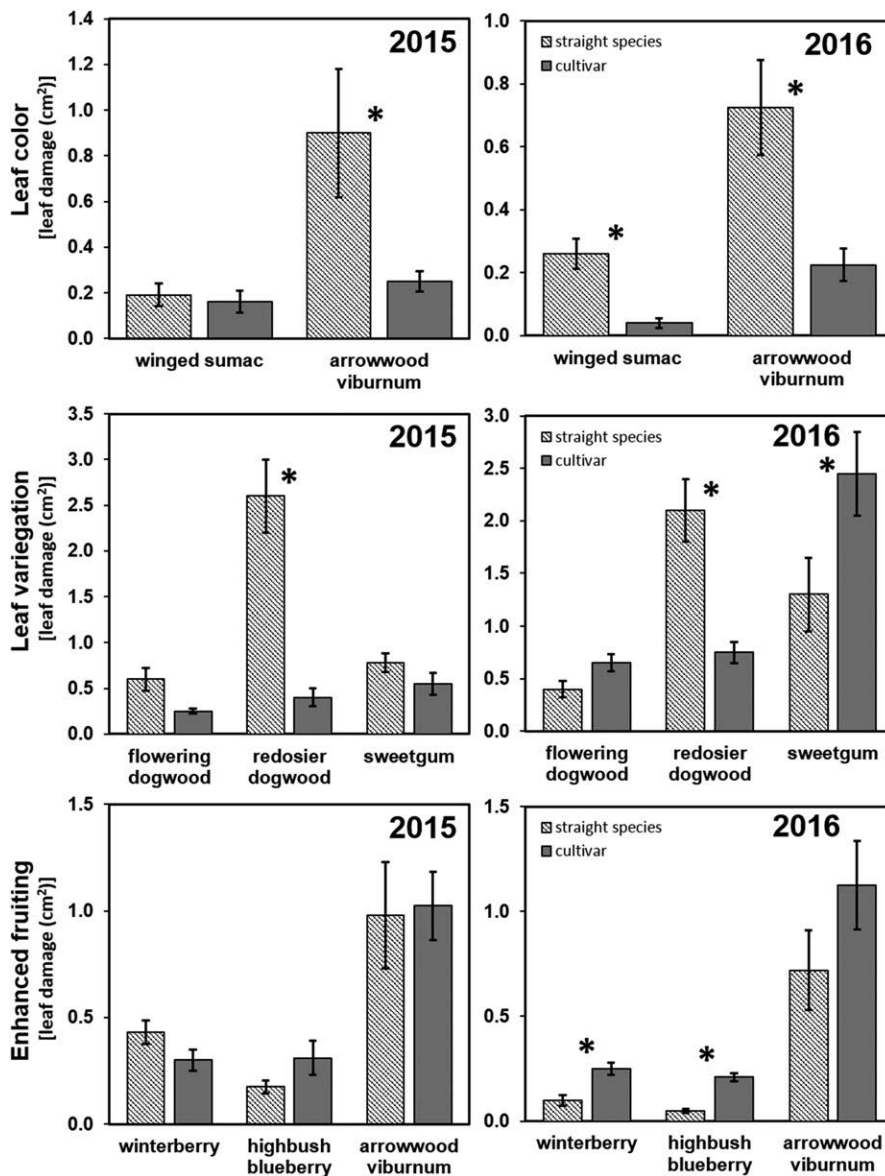 Leaf color
[leaf damage (cm²)]
1.4
1.2
1.0
0.8
0.6
0.4
0.2
0.0
2015
*
winged sumac
arrowwood
viburnum
1.0
0.8
0.6
0.4
0.2
0.0
straight species
cultivar
2016
*
*
winged sumac
arrowwood
viburnum
Leaf variegation
[leaf damage (cm²)]
3.5
3.0
2.5
2.0
1.5
1.0
0.5
0.0
2015
*
flowering
dogwood
redosier
dogwood
sweetgum
3.0
2.5
2.0
1.5
1.0
0.5
0.0
straight species
cultivar
2016
*
*
flowering
dogwood
redosier
dogwood
sweetgum
Enhanced fruiting
[leaf damage (cm²)]
1.5
1.0
0.5
0.0
2015
winterberry
highbush
blueberry
arrowwood
viburnum
1.5
1.0
0.5
0.0
straight species
cultivar
2016
*
*
winterberry
highbush
blueberry
arrowwood
viburnum